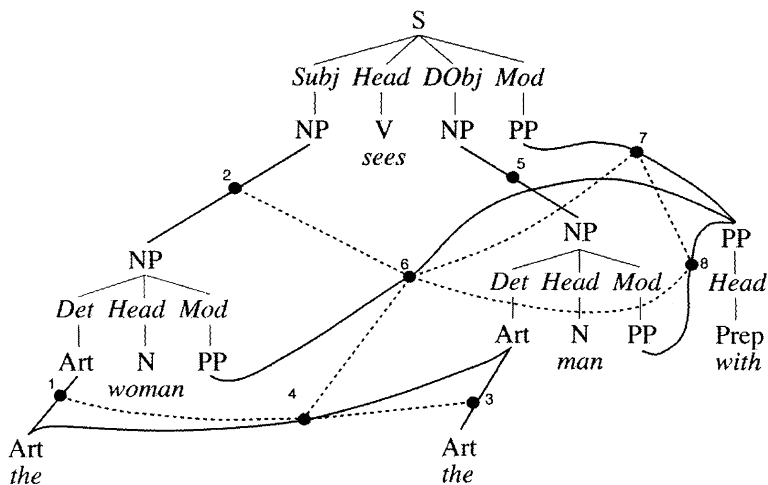 S
Subj Head DObj Mod
NP V NP PP
sees
7
2
5
NP
PP
NP
6
8
Det Head Mod
Det Head Mod
Head
Art N PP
Art N PP
Prep
woman
man
with
1
4
3
Art
Art
the
the